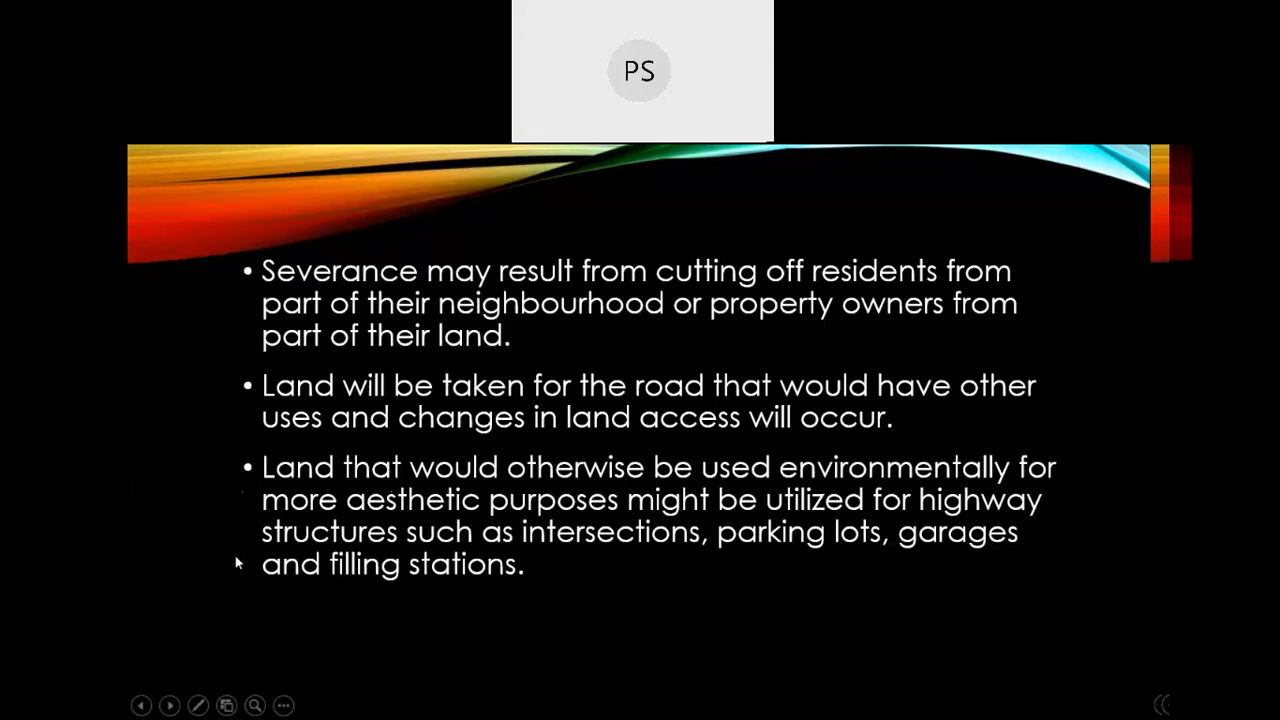 PS
• Severance may result from cutting off residents from
part of their neighbourhood or property owners from
part of their land.
• Land will be taken for the road that would have other
uses and changes in land access will occur.
• Land that would otherwise be used environmentally for
more aesthetic purposes might be utilized for highway
structures such as intersections, parking lots, garages
and filling stations.